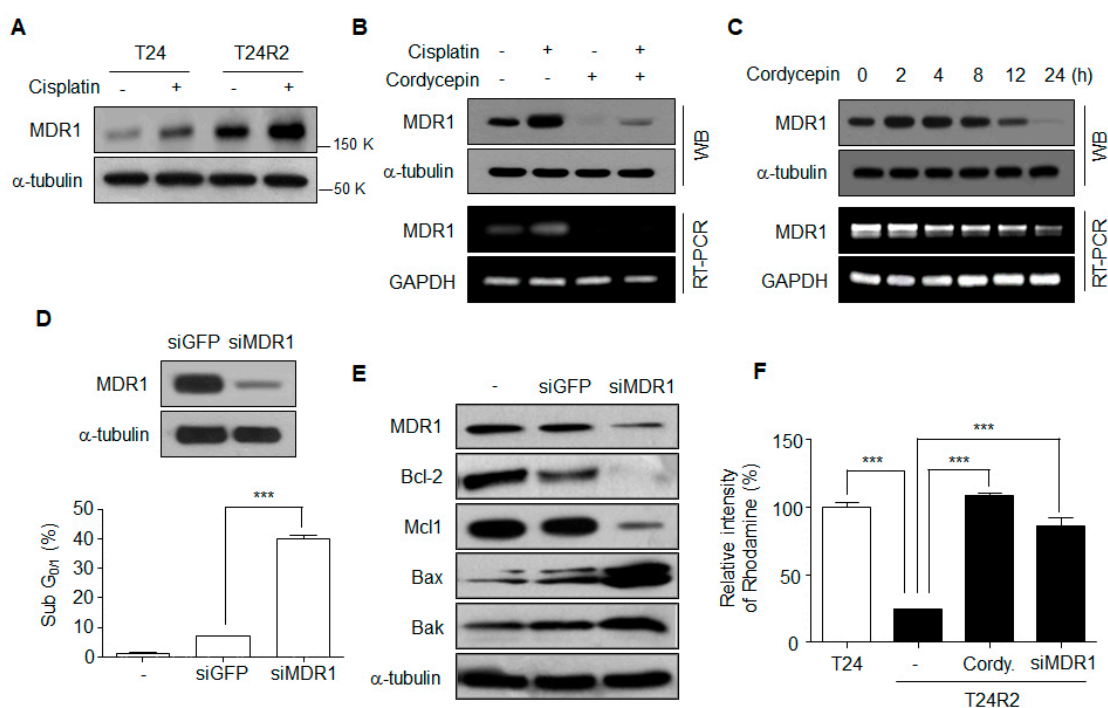 A
T24 T24R2
Cisplatin - + - +
MDR1
150 K
α-tubulin
50 K
B
Cisplatin - + - +
Cordycepin - - + +
MDR1
α-tubulin
WB
MDR1
GAPDH
RT-PCR
C
Cordycepin 0 2 4 8 12 24 (h)
MDR1
α-tubulin
WB
MDR1
GAPDH
RT-PCR
D
siGFP siMDR1
MDR1
α-tubulin
***
Sub G0/1 (%)
50
40
30
20
10
0
- siGFP siMDR1
E
- siGFP siMDR1
MDR1
Bcl-2
Mcl1
Bax
Bak
α-tubulin
F
Relative intensity
of Rhodamine (%)
150
100
50
0
***
*** ***
T24 - Cordy. siMDR1
T24R2